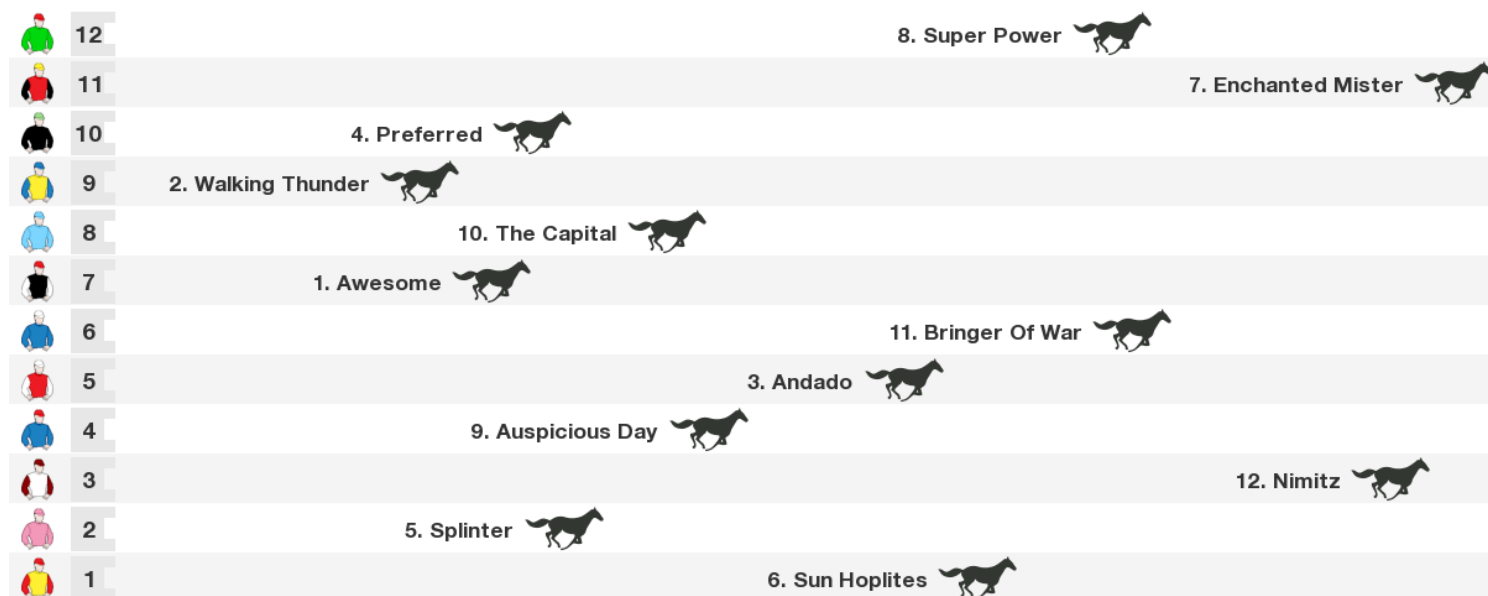 12 8. Super Power
11 7. Enchanted Mister
10 4. Preferred
9 2. Walking Thunder
8 10. The Capital
7 1. Awesome
6 11. Bringer Of War
5 3. Andado
4 9. Auspicious Day
3 12. Nimitz
2 5. Splinter
1 6. Sun Hoplites